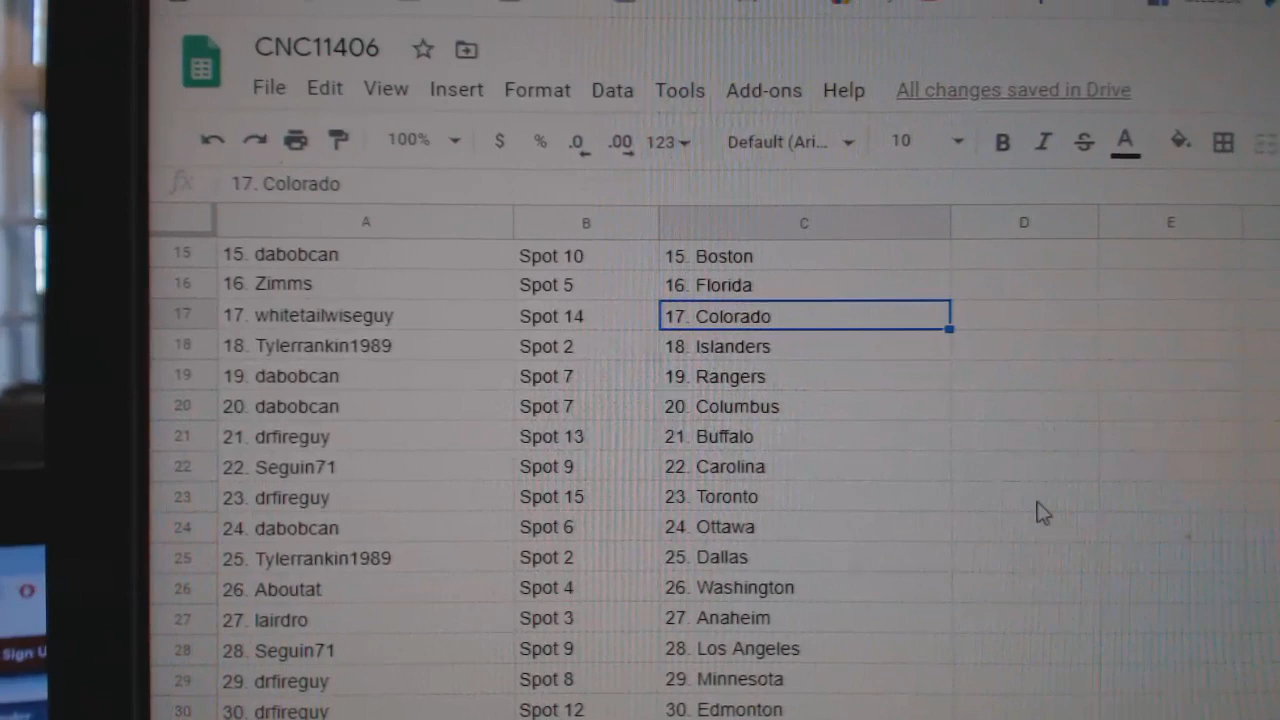 CNC11406
File Edit View Insert Format Data Tools Add-ons Help All changes saved in Drive
100% $ % .0 .00 123 Default (Ari... 10 B I S A
fx 17. Colorado
A B C D E
15 15. dabobcan Spot 10 15. Boston
16 16. Zimms Spot 5 16. Florida
17 17. whitetailwiseguy Spot 14 17. Colorado
18 18. Tylerrankin1989 Spot 2 18. Islanders
19 19. dabobcan Spot 7 19. Rangers
20 20. dabobcan Spot 7 20. Columbus
21 21. drfireguy Spot 13 21. Buffalo
22 22. Seguin71 Spot 9 22. Carolina
23 23. drfireguy Spot 15 23. Toronto
24 24. dabobcan Spot 6 24. Ottawa
25 25. Tylerrankin1989 Spot 2 25. Dallas
26 26. Aboutat Spot 4 26. Washington
27 27. lairdro Spot 3 27. Anaheim
28 28. Seguin71 Spot 9 28. Los Angeles
29 29. drfireguy Spot 8 29. Minnesota
30 30. drfireguy Spot 12 30. Edmonton
Sign U